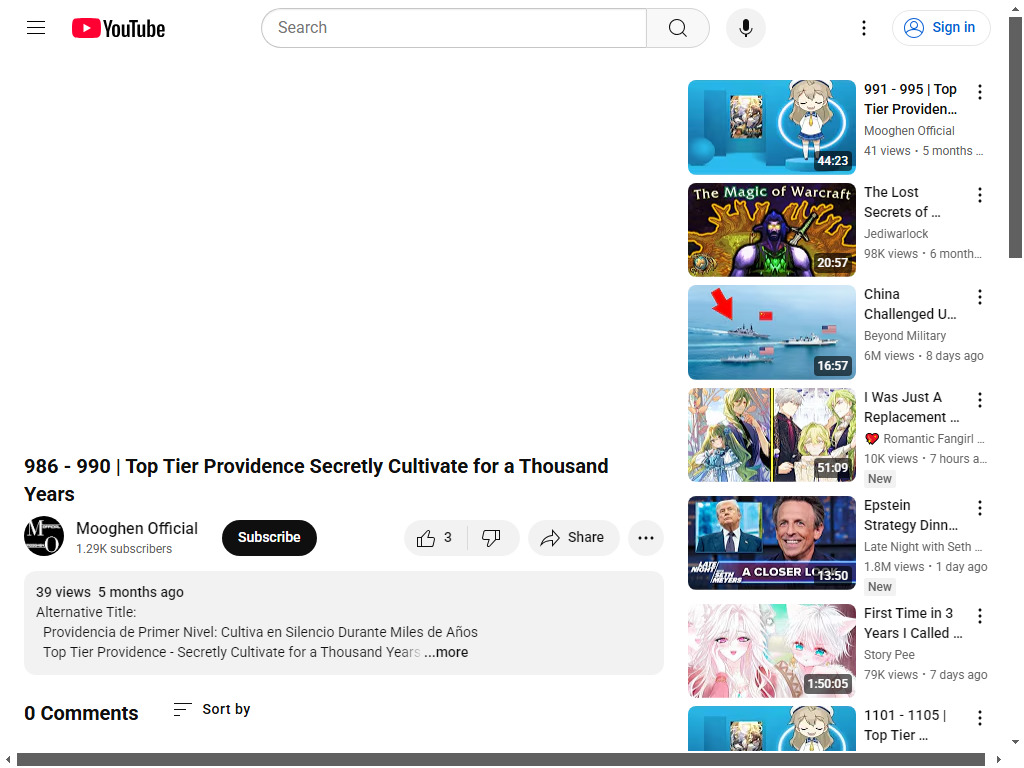 YouTube
Search
Sign in
991 - 995 | Top
Tier Providen...
Mooghen Official
41 views • 5 months ...
44:23
The Magic of Warcraft
20:57
The Lost
Secrets of ...
Jediwarlock
98K views • 6 month...
16:57
China
Challenged U...
Beyond Military
6M views • 8 days ago
51:09
I Was Just A
Replacement ...
Romantic Fangirl ...
10K views • 7 hours a...
New
LATE
NIGHT
SETH
MEYERS
A CLOSER LOOK
13:50
Epstein
Strategy Dinn...
Late Night with Seth ...
1.8M views • 1 day ago
New
1:50:05
First Time in 3
Years I Called ...
Story Pee
79K views • 7 days ago
1101 - 1105 |
Top Tier ...
986 - 990 | Top Tier Providence Secretly Cultivate for a Thousand
Years
Mooghen Official
1.29K subscribers
Subscribe
3
Share
39 views 5 months ago
Alternative Title:
Providencia de Primer Nivel: Cultiva en Silencio Durante Miles de Años
Top Tier Providence - Secretly Cultivate for a Thousand Years ...more
0 Comments
Sort by